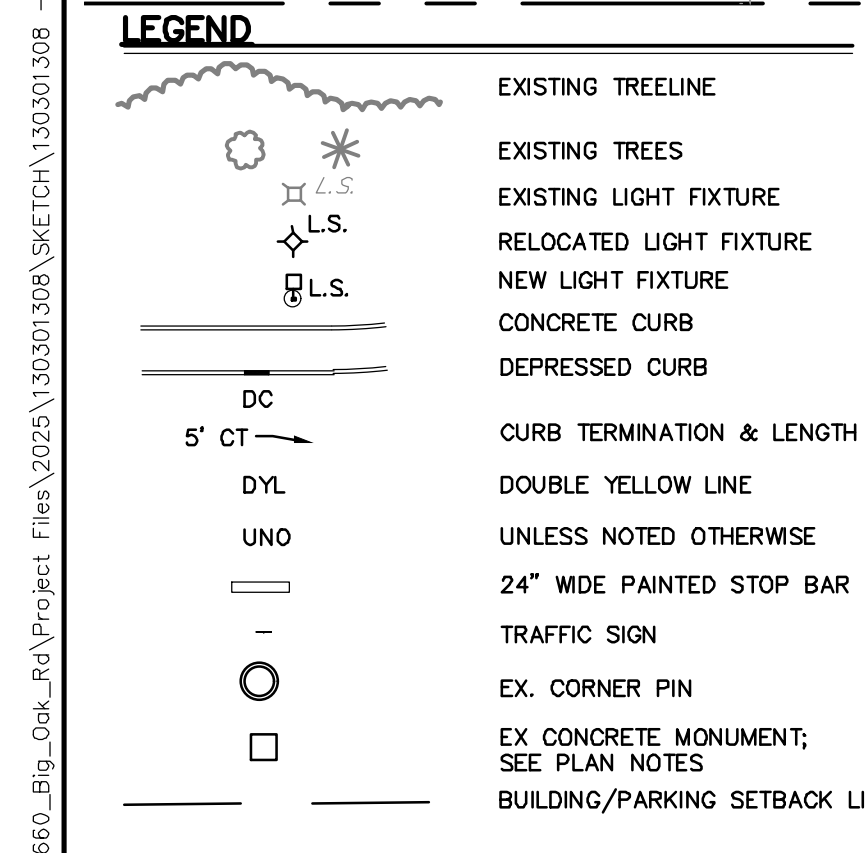 LEGEND
EXISTING TREELINE
EXISTING TREES
L.S. EXISTING LIGHT FIXTURE
L.S. RELOCATED LIGHT FIXTURE
L.S. NEW LIGHT FIXTURE
CONCRETE CURB
DEPRESSED CURB
DC
5' CT CURB TERMINATION & LENGTH
DYL DOUBLE YELLOW LINE
UNO UNLESS NOTED OTHERWISE
24" WIDE PAINTED STOP BAR
TRAFFIC SIGN
EX. CORNER PIN
EX CONCRETE MONUMENT;
SEE PLAN NOTES
BUILDING/PARKING SETBACK LI
660_Big_Oak_Rd\Project Files\2025\130301308\SKETCH\130301308 -